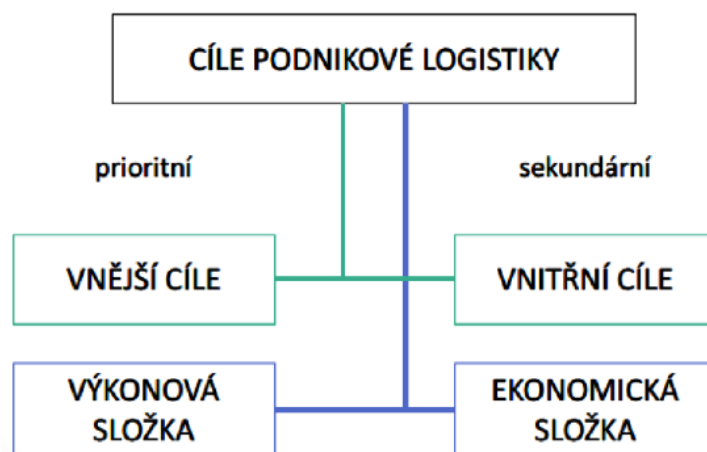 CÍLE PODNIKOVÉ LOGISTIKY
prioritní
sekundární
VNĚJŠÍ CÍLE
VNITŘNÍ CÍLE
VÝKONOVÁ
SLOŽKA
EKONOMICKÁ
SLOŽKA